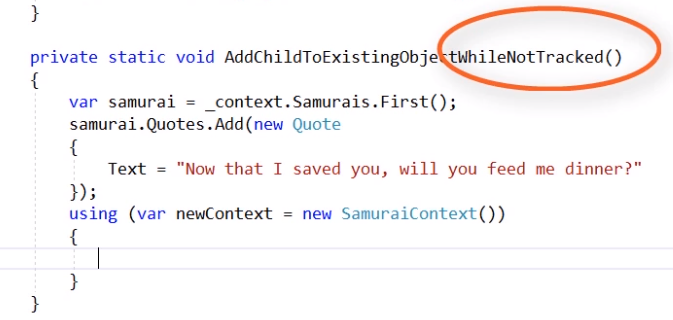 }
private static void AddChildToExistingObjectWhileNotTracked()
{
var samurai = _context.Samurais.First();
samurai.Quotes.Add(new Quote
{
Text = "Now that I saved you, will you feed me dinner?"
});
using (var newContext = new SamuraiContext())
{
}
}